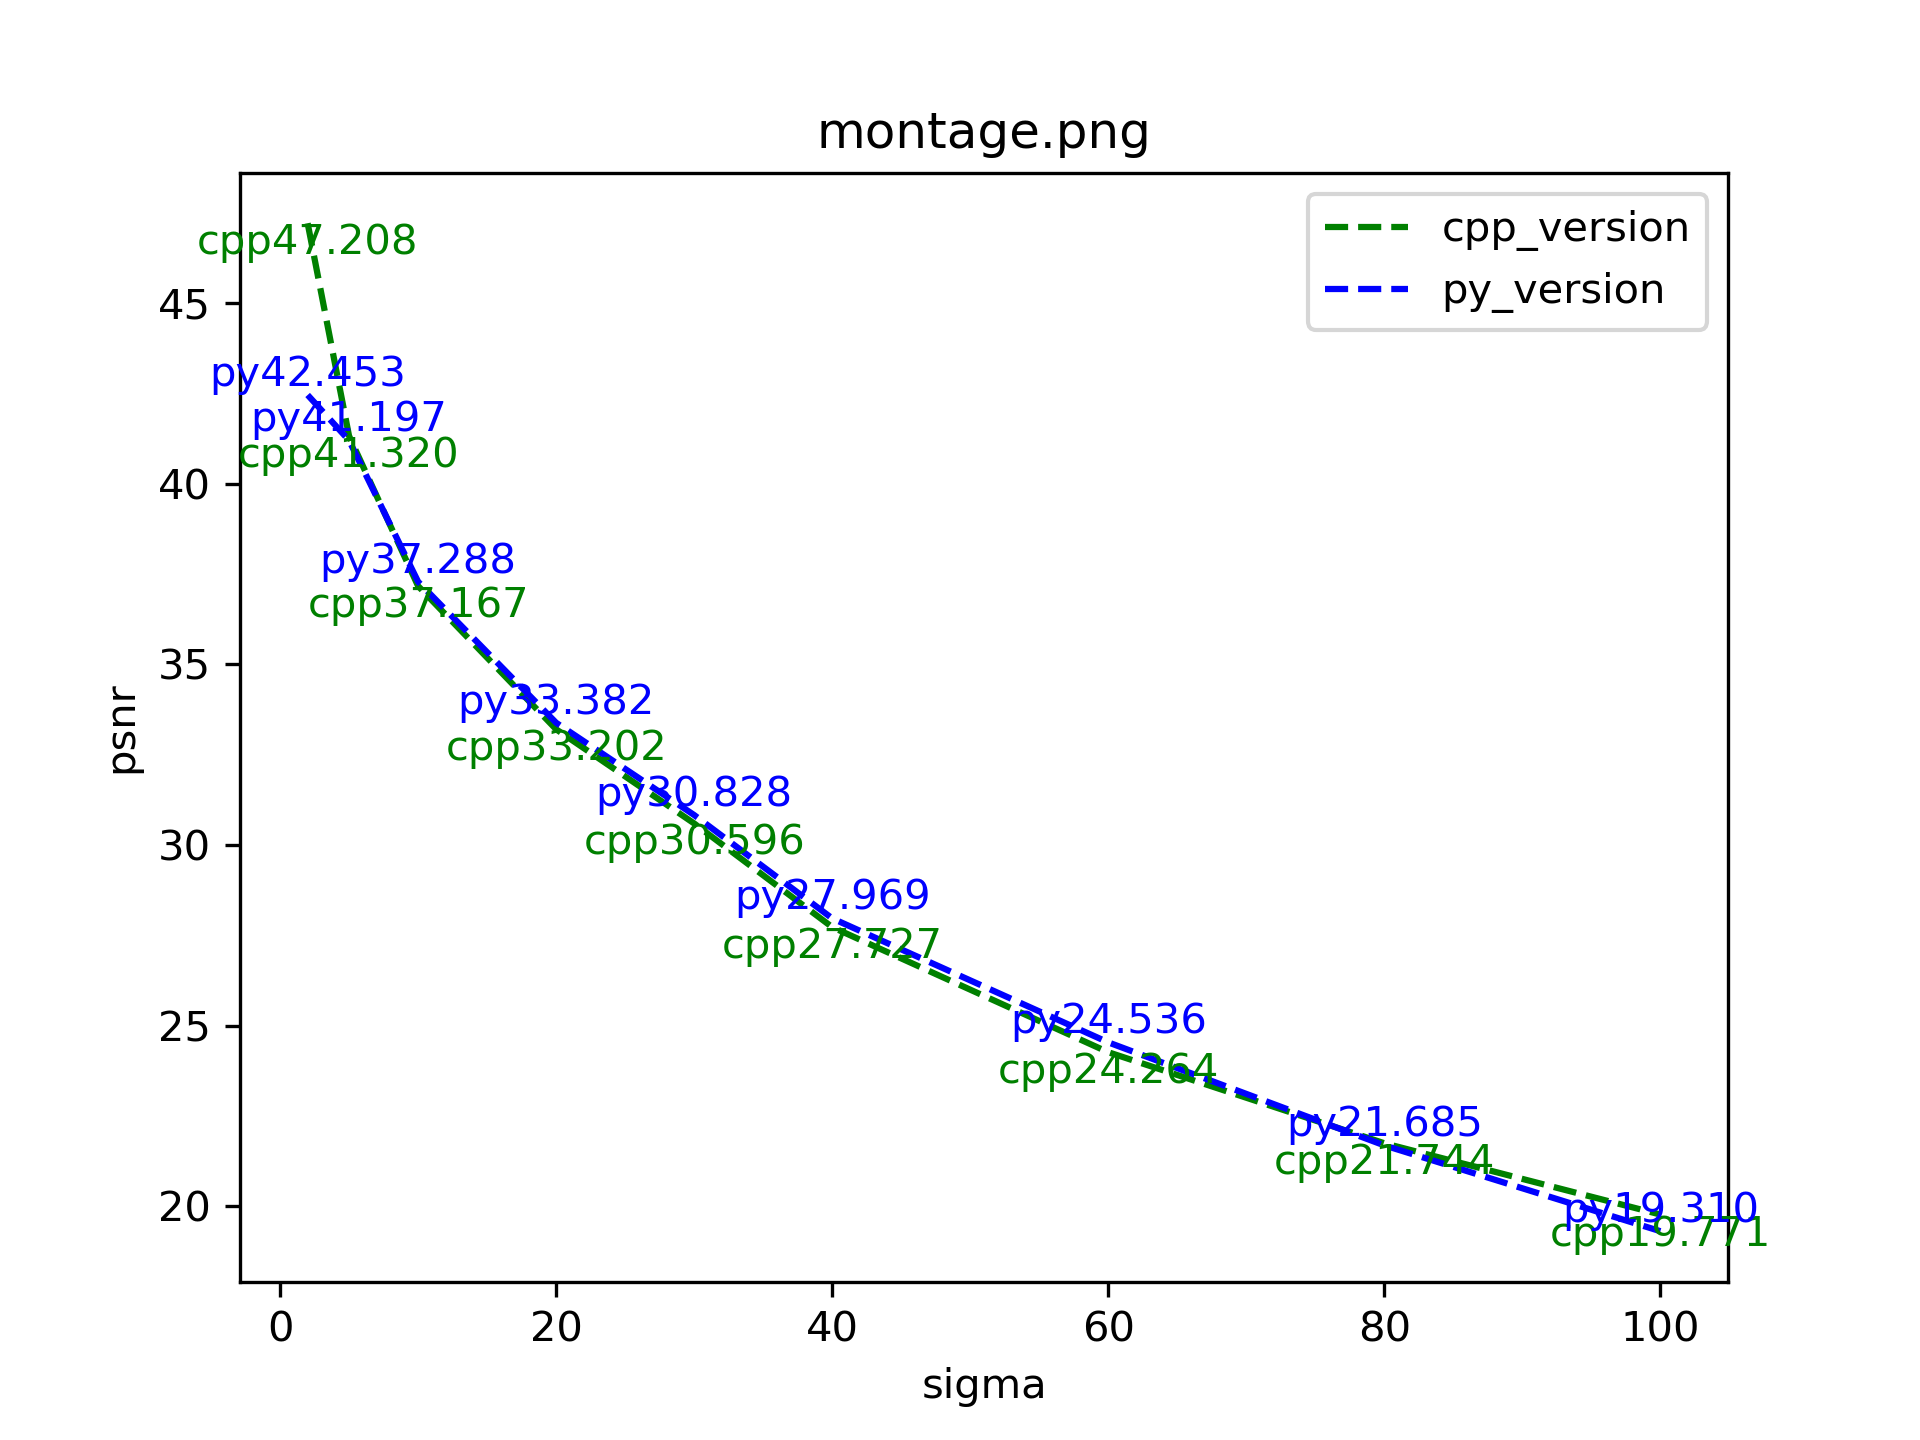 montage.png
cpp_version
py_version
cpp47.208
py42.453
py41.197
cpp41.320
py37.288
cpp37.167
py33.382
cpp33.202
py30.828
cpp30.596
py27.969
cpp27.727
py24.536
cpp24.264
py21.685
cpp21.744
py19.310
cpp19.771
45
40
35
30
25
20
psnr
0 20 40 60 80 100
sigma